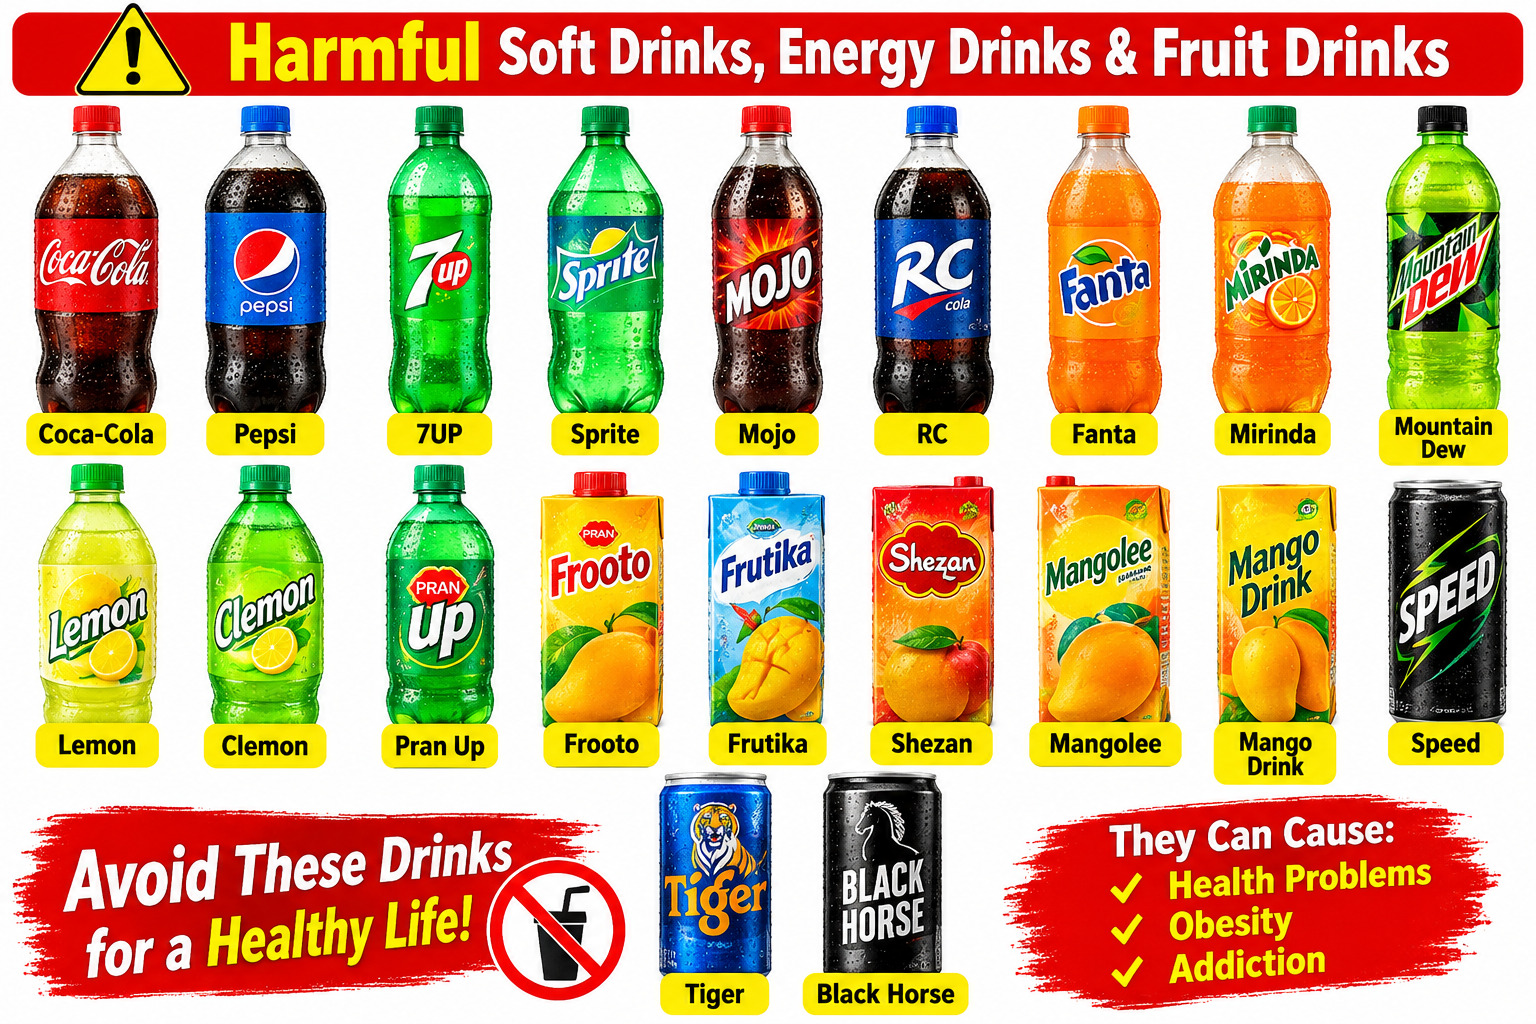 Harmful Soft Drinks, Energy Drinks & Fruit Drinks
Coca-Cola
pepsi
7up
Sprite
MOJO
RC
cola
Fanta
MIRINDA
Mountain
DEW
Coca-Cola
Pepsi
7UP
Sprite
Mojo
RC
Fanta
Mirinda
Mountain
Dew
Lemon
Clemon
PRAN
up
PRAN
Frooto
Frutika
Shezan
Mangolee
Mango
Drink
SPEED
Lemon
Clemon
Pran Up
Frooto
Frutika
Shezan
Mangolee
Mango
Drink
Speed
Avoid These Drinks
for a Healthy Life!
Tiger
BLACK
HORSE
Tiger
Black Horse
They Can Cause:
Health Problems
Obesity
Addiction